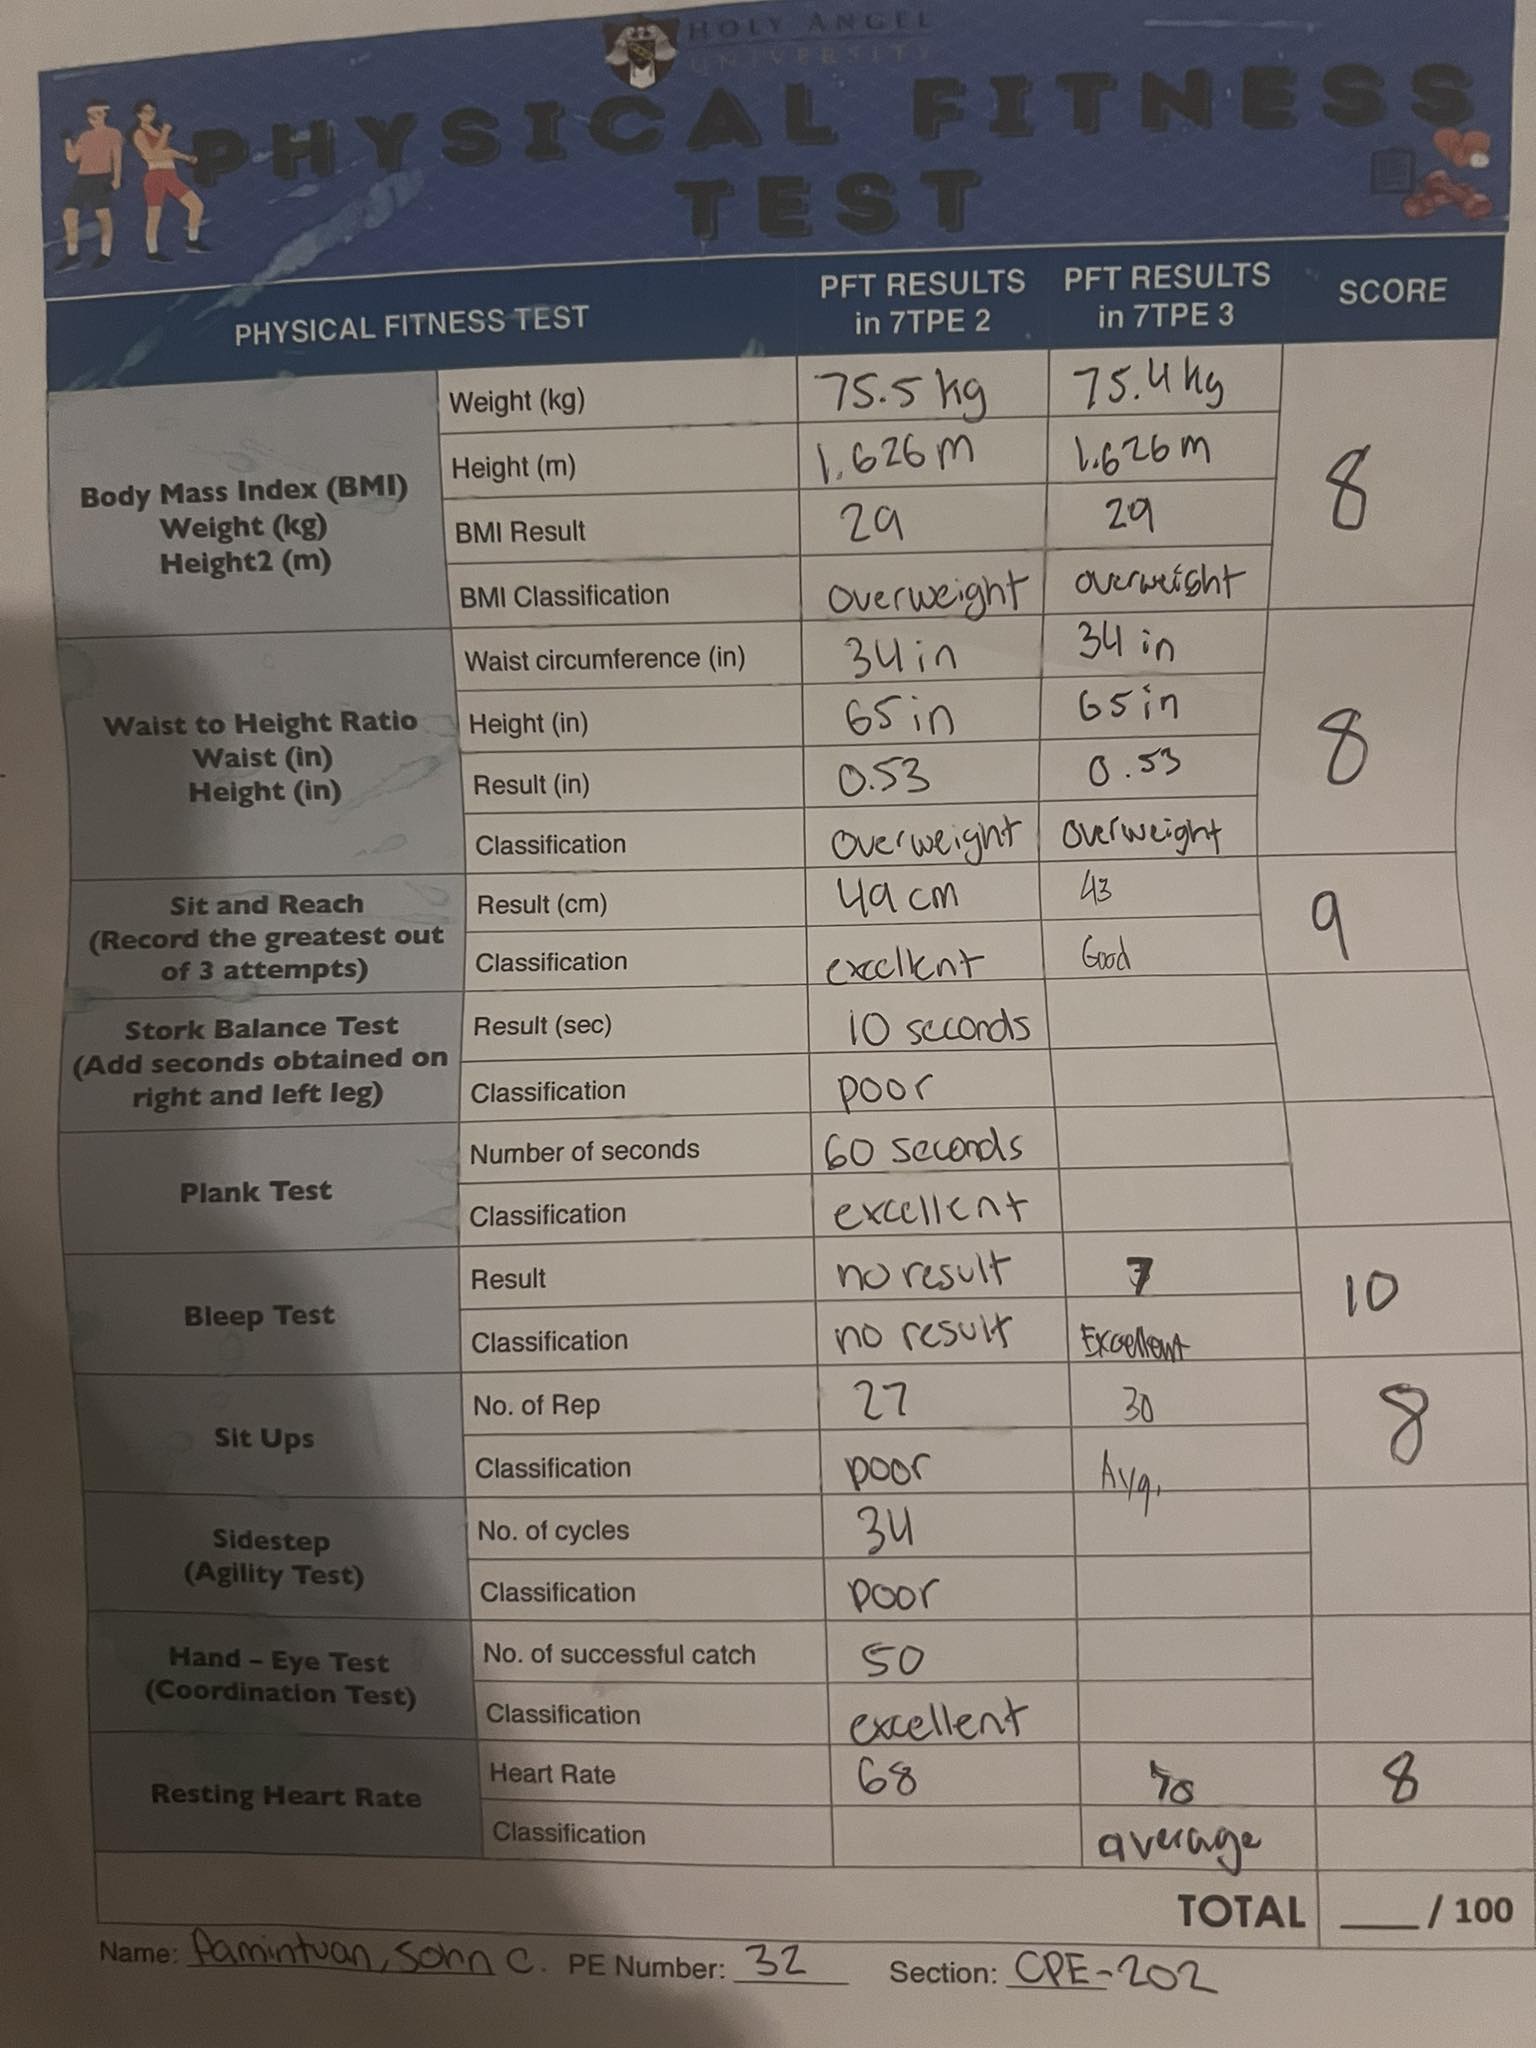 HOLY ANGEL
UNIVERSITY
PHYSICAL FITNESS
TEST
PHYSICAL FITNESS TEST
PFT RESULTS
in 7TPE 2
PFT RESULTS
in 7TPE 3
SCORE
Body Mass Index (BMI)
Weight (kg)
Height2 (m)
Weight (kg) 75.5 kg 75.4 kg
Height (m) 1.626 m 1.626 m
BMI Result 29 29
BMI Classification overweight overweight
8
Waist to Height Ratio
Waist (in)
Height (in)
Waist circumference (in) 34 in 34 in
Height (in) 65 in 65 in
Result (in) 0.53 0.53
Classification overweight overweight
8
Sit and Reach
(Record the greatest out
of 3 attempts)
Result (cm) 49 cm 43
Classification excellent Good
9
Stork Balance Test
(Add seconds obtained on
right and left leg)
Result (sec) 10 seconds
Classification poor
Plank Test
Number of seconds 60 seconds
Classification excellent
Bleep Test
Result no result 7
Classification no result Excellent
10
Sit Ups
No. of Rep 27 30
Classification poor Avg.
8
Sidestep
(Agility Test)
No. of cycles 34
Classification poor
Hand – Eye Test
(Coordination Test)
No. of successful catch 50
Classification excellent
Resting Heart Rate
Heart Rate 68 70 8
Classification average
TOTAL ____ / 100
Name: Pamintuan, John C. PE Number: 32 Section: CPE-202